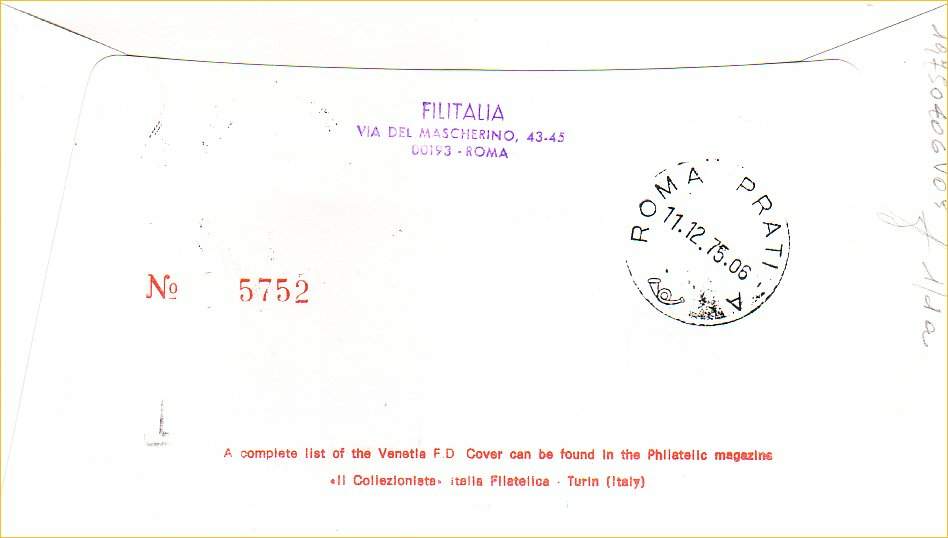 FILITALIA
VIA DEL MASCHERINO, 43-45
00193 - ROMA
ROMA PRATI - A
11.12.75.06
No 5752
A complete list of the Venetia F.D Cover can be found in the Philatelic magazine
«Il Collezionista» Italia Filatelica - Turin (Italy)